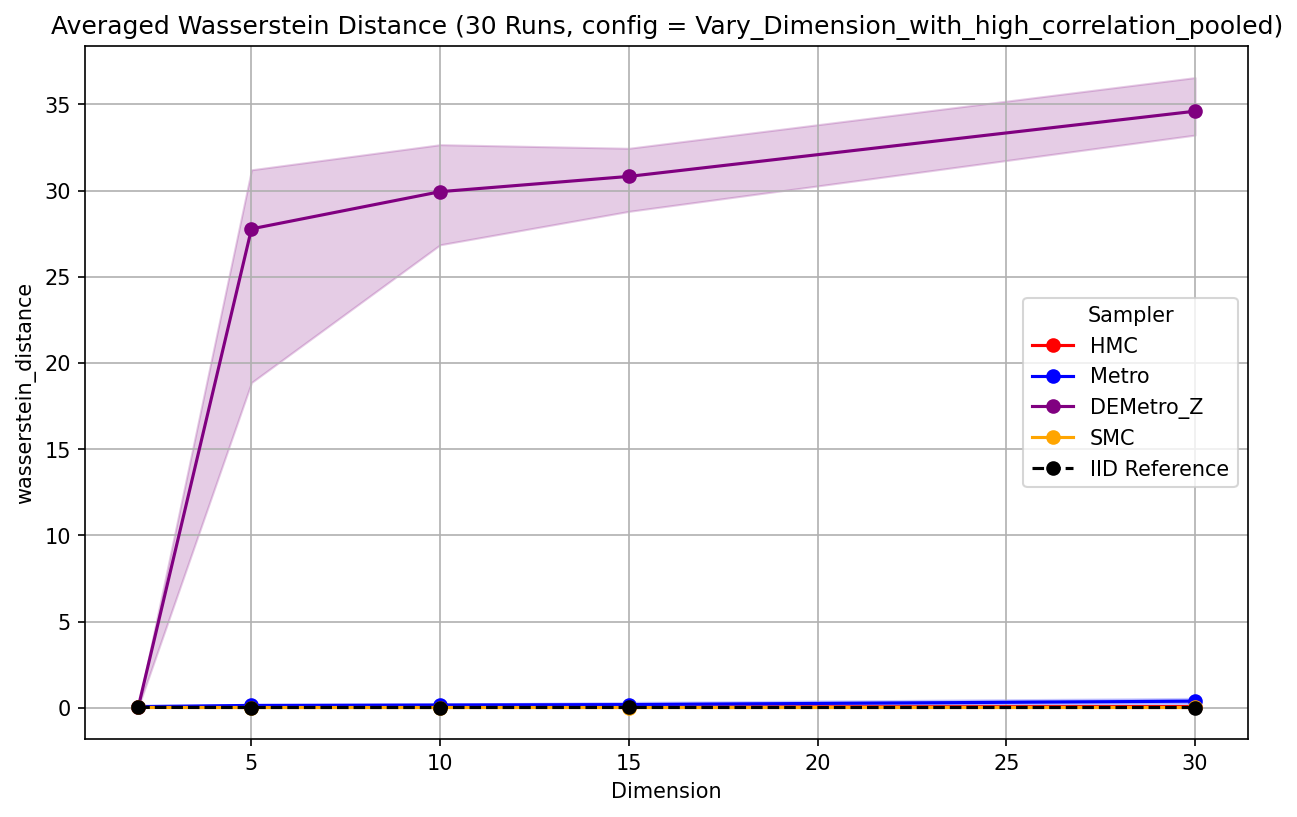 Averaged Wasserstein Distance (30 Runs, config = Vary_Dimension_with_high_correlation_pooled)
wasserstein_distance
35
30
25
20
15
10
5
0
Sampler
HMC
Metro
DEMetro_Z
SMC
IID Reference
5
10
15
20
25
30
Dimension